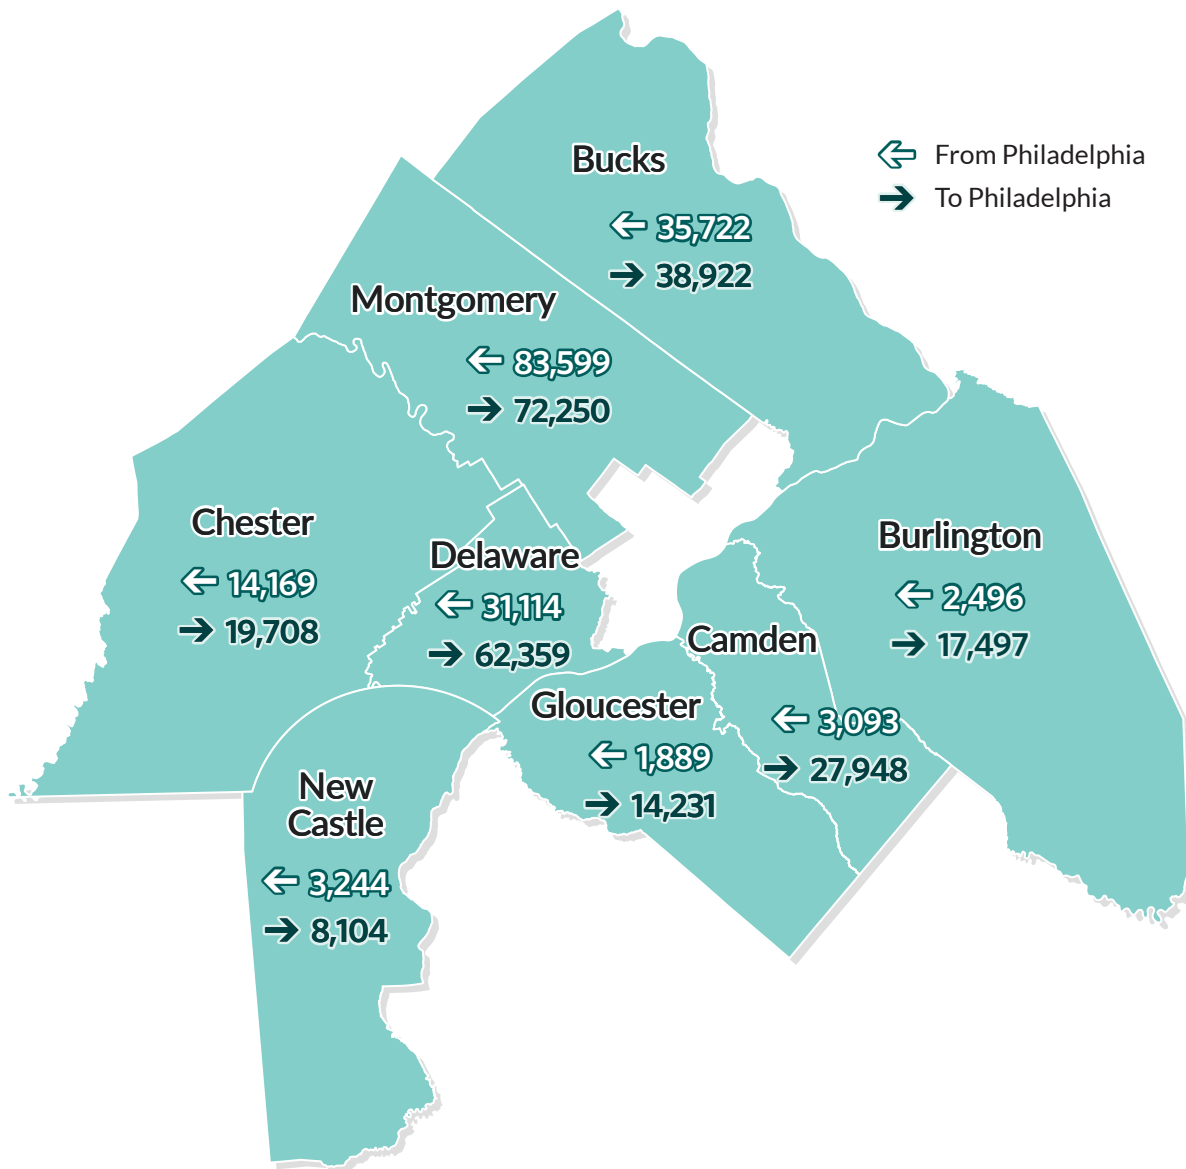 Bucks
From Philadelphia
To Philadelphia
35,722
38,922
Montgomery
83,599
72,250
Chester
14,169
19,708
Delaware
31,114
62,359
Burlington
2,496
17,497
Camden
3,093
27,948
Gloucester
1,889
14,231
New
Castle
3,244
8,104